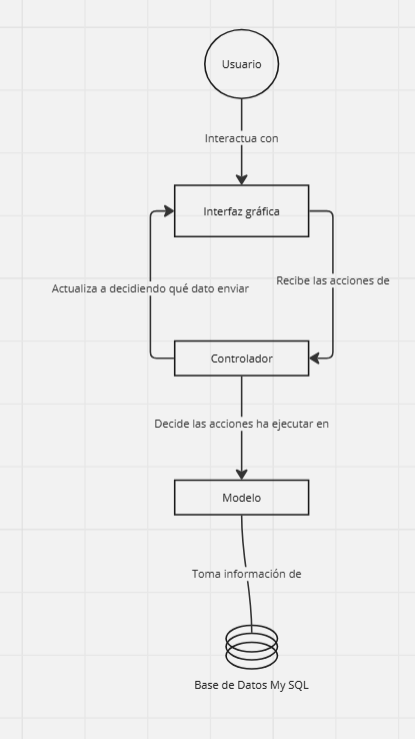 Usuario
Interactua con
Interfaz gráfica
Recibe las acciones de
Actualiza a decidiendo qué dato enviar
Controlador
Decide las acciones ha ejecutar en
Modelo
Toma información de
Base de Datos My SQL